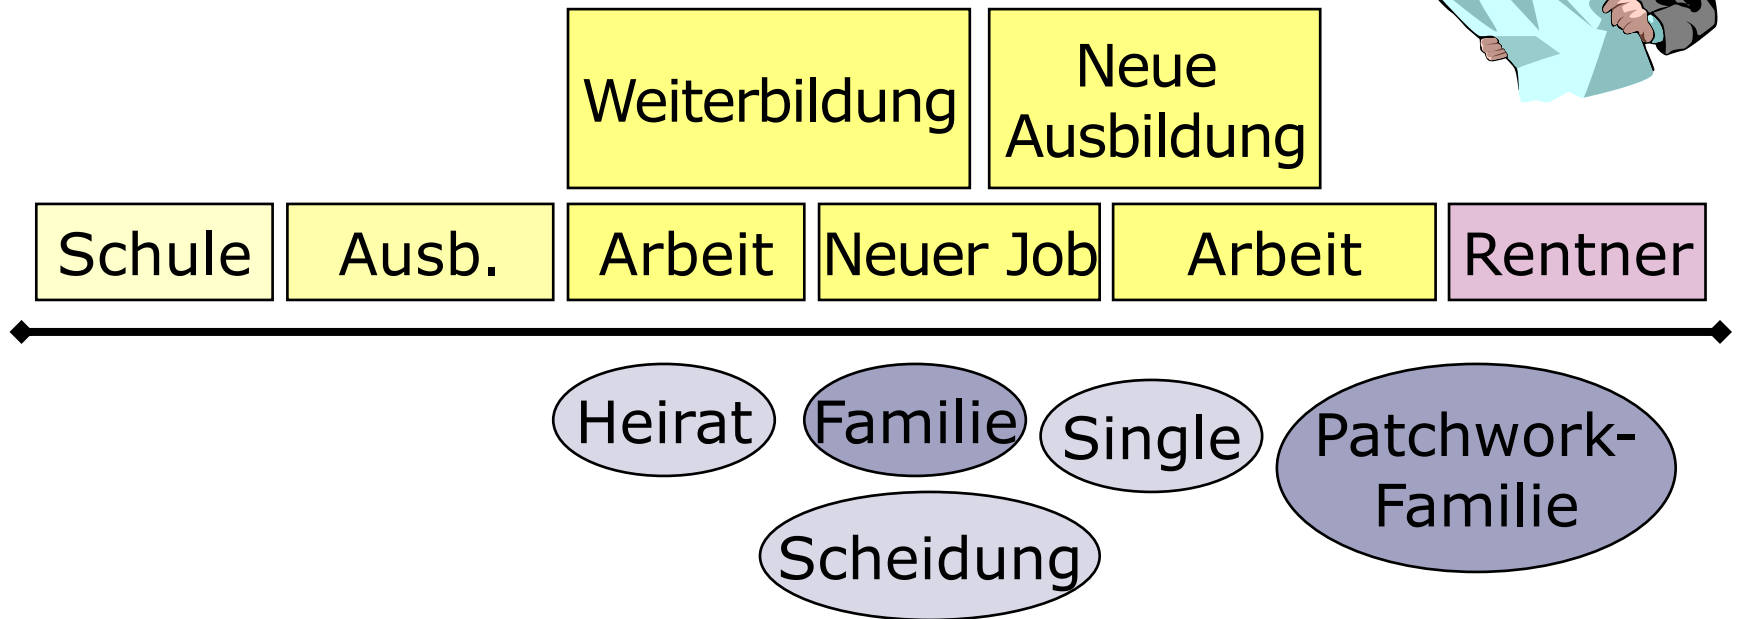 Weiterbildung
Neue
Ausbildung
Schule
Ausb.
Arbeit
Neuer Job
Arbeit
Rentner
Heirat
Familie
Single
Patchwork-
Familie
Scheidung